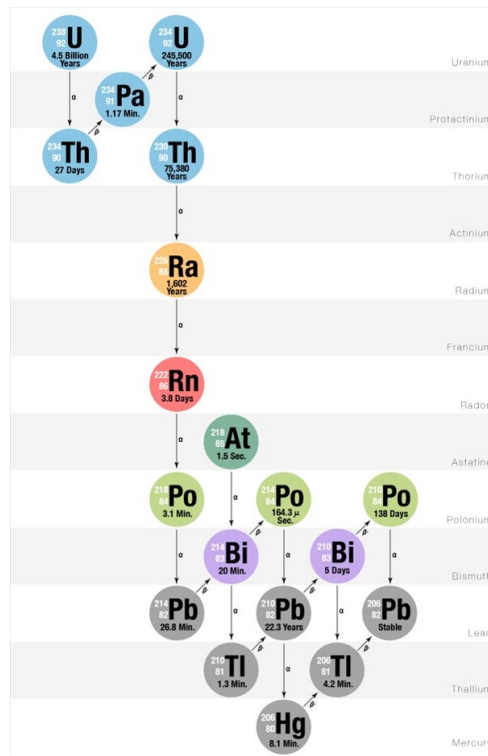 238
92
U
4.5 Billion
Years
234
92
U
245,500
Years
Uranium
α
β
α
234
91
Pa
1.17 Min.
Protactinium
β
234
90
Th
27 Days
230
90
Th
75,380
Years
Thorium
α
Actinium
226
88
Ra
1,602
Years
Radium
α
Francium
222
86
Rn
3.8 Days
Radon
α
218
85
At
1.5 Sec.
Astatine
α
218
84
Po
3.1 Min.
214
84
Po
164.3 μ
Sec.
210
84
Po
138 Days
Polonium
α
β
α
β
α
214
83
Bi
20 Min.
210
83
Bi
5 Days
Bismuth
β
β
214
82
Pb
26.8 Min.
α
210
82
Pb
22.3 Years
α
206
82
Pb
Stable
Lead
β
β
210
81
Tl
1.3 Min.
α
206
81
Tl
4.2 Min.
Thallium
β
206
80
Hg
8.1 Min.
Mercury